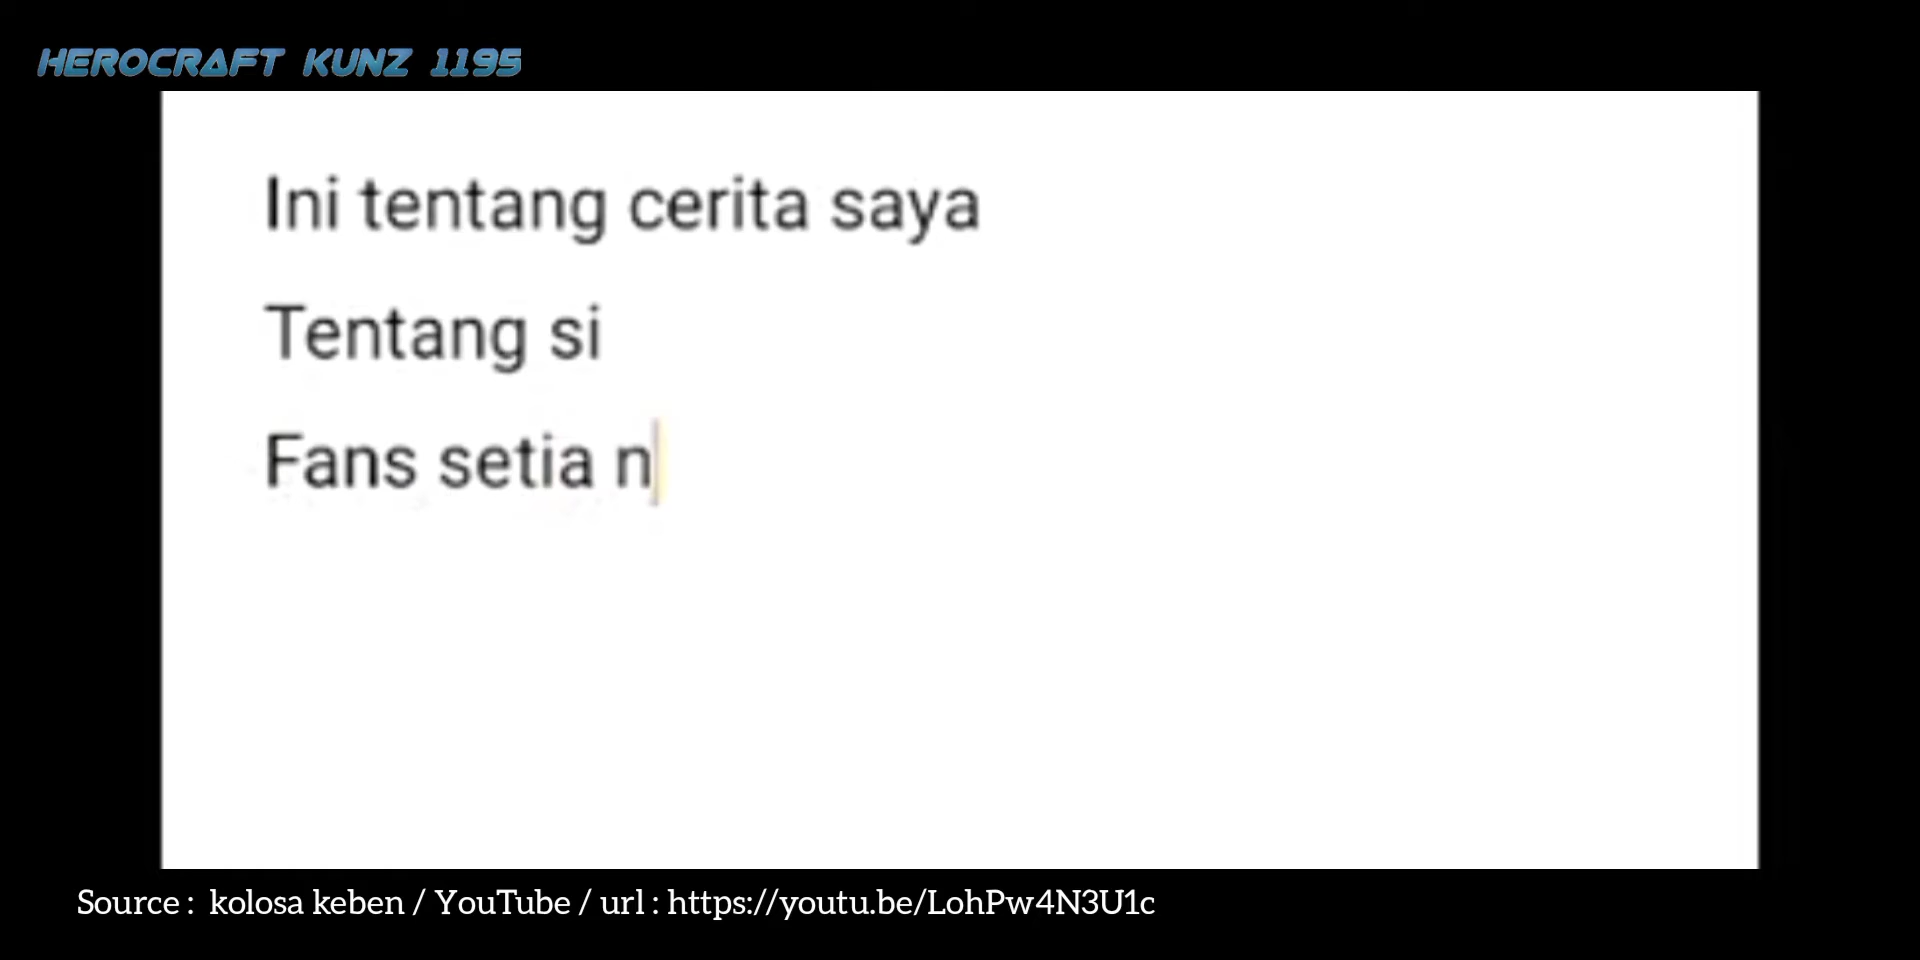 HEROCRAFT KUNZ 1195
Ini tentang cerita saya
Tentang si
Fans setia n
Source : kolosa keben / YouTube / url : https://youtu.be/LohPw4N3U1c